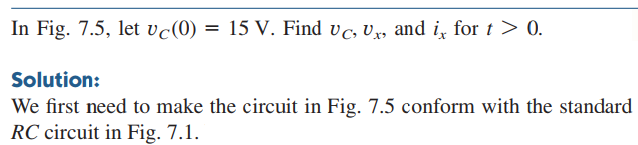 In Fig. 7.5, let v_C(0) = 15 V. Find v_C, v_x, and i_x for t > 0.
Solution:
We first need to make the circuit in Fig. 7.5 conform with the standard
RC circuit in Fig. 7.1.